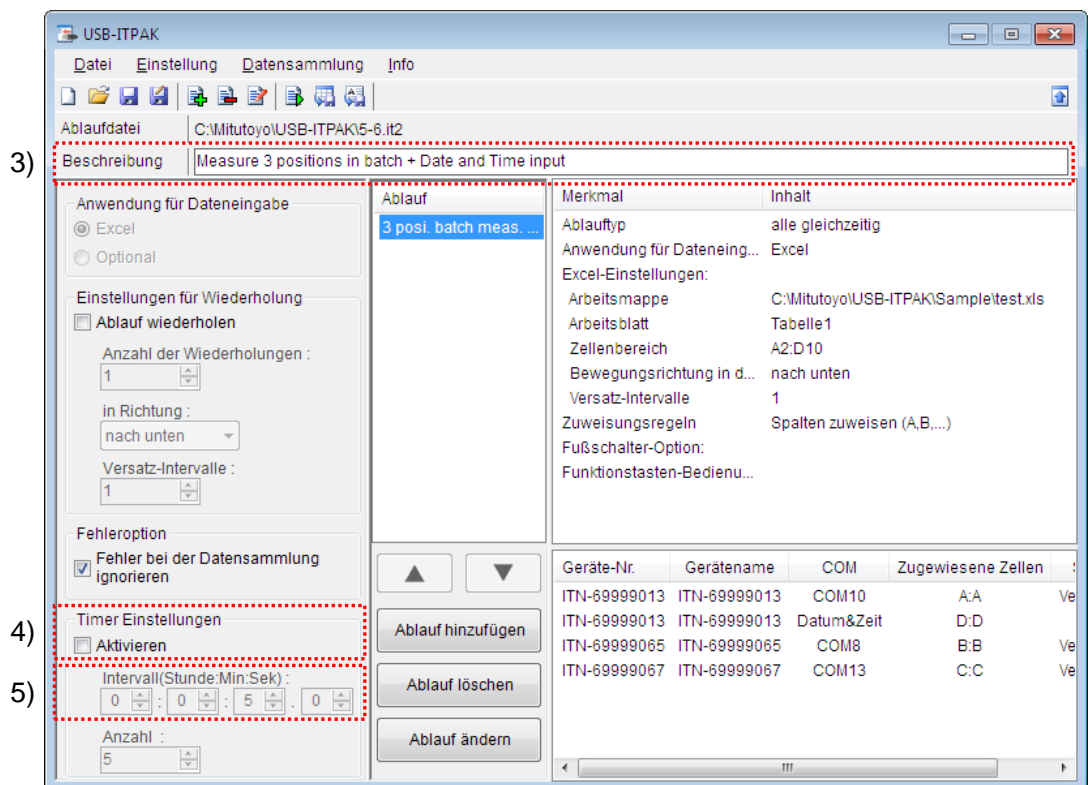 USB-ITPAK
Datei Einstellung Datensammlung Info
Ablaufdatei C:\Mitutoyo\USB-ITPAK\5-6.it2
3) Beschreibung Measure 3 positions in batch + Date and Time input
Anwendung für Dateneingabe
Excel
Optional
Einstellungen für Wiederholung
Ablauf wiederholen
Anzahl der Wiederholungen :
1
in Richtung :
nach unten
Versatz-Intervalle :
1
Fehleroption
Fehler bei der Datensammlung
ignorieren
4) Timer Einstellungen
Aktivieren
5) Intervall(Stunde:Min:Sek) :
0 : 0 : 5 . 0
Anzahl :
5
Ablauf
3 posi. batch meas. ...
Ablauf hinzufügen
Ablauf löschen
Ablauf ändern
Merkmal Inhalt
Ablauftyp alle gleichzeitig
Anwendung für Dateneing... Excel
Excel-Einstellungen:
Arbeitsmappe C:\Mitutoyo\USB-ITPAK\Sample\test.xls
Arbeitsblatt Tabelle1
Zellenbereich A2:D10
Bewegungsrichtung in d... nach unten
Versatz-Intervalle 1
Zuweisungsregeln Spalten zuweisen (A,B,...)
Fußschalter-Option:
Funktionstasten-Bedienu...
Geräte-Nr. Gerätename COM Zugewiesene Zellen
ITN-69999013 ITN-69999013 COM10 A:A Ve
ITN-69999013 ITN-69999013 Datum&Zeit D:D
ITN-69999065 ITN-69999065 COM8 B:B Ve
ITN-69999067 ITN-69999067 COM13 C:C Ve